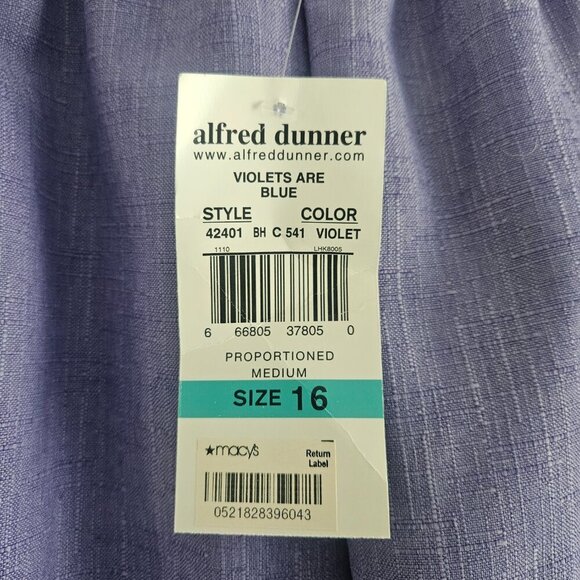 alfred dunner
www.alfreddunner.com
VIOLETS ARE
BLUE
STYLE COLOR
42401 BH C 541 VIOLET
1110 LHK8005
6 66805 37805 0
PROPORTIONED
MEDIUM
SIZE 16
★macy's Return
Label
0521828396043